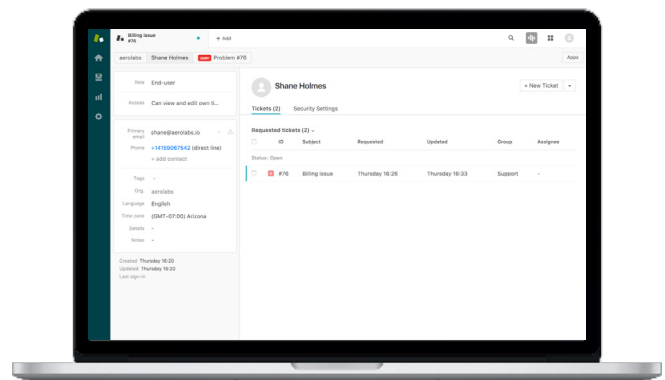 Billing issue
#76
+ Add
aerolabs Shane Holmes open Problem #76
Apps
Role End-user
Access Can view and edit own ti...
Primary email shane@aerolabs.io
Phone +14159067542 (direct line)
+ add contact
Tags -
Org. aerolabs
Language English
Time zone (GMT-07:00) Arizona
Details -
Notes -
Created Thursday 16:20
Updated Thursday 16:20
Last sign-in
Shane Holmes
+ New Ticket
Tickets (2) Security Settings
Requested tickets (2)
ID Subject Requested Updated Group Assignee
Status: Open
#76 Billing issue Thursday 16:26 Thursday 16:33 Support -